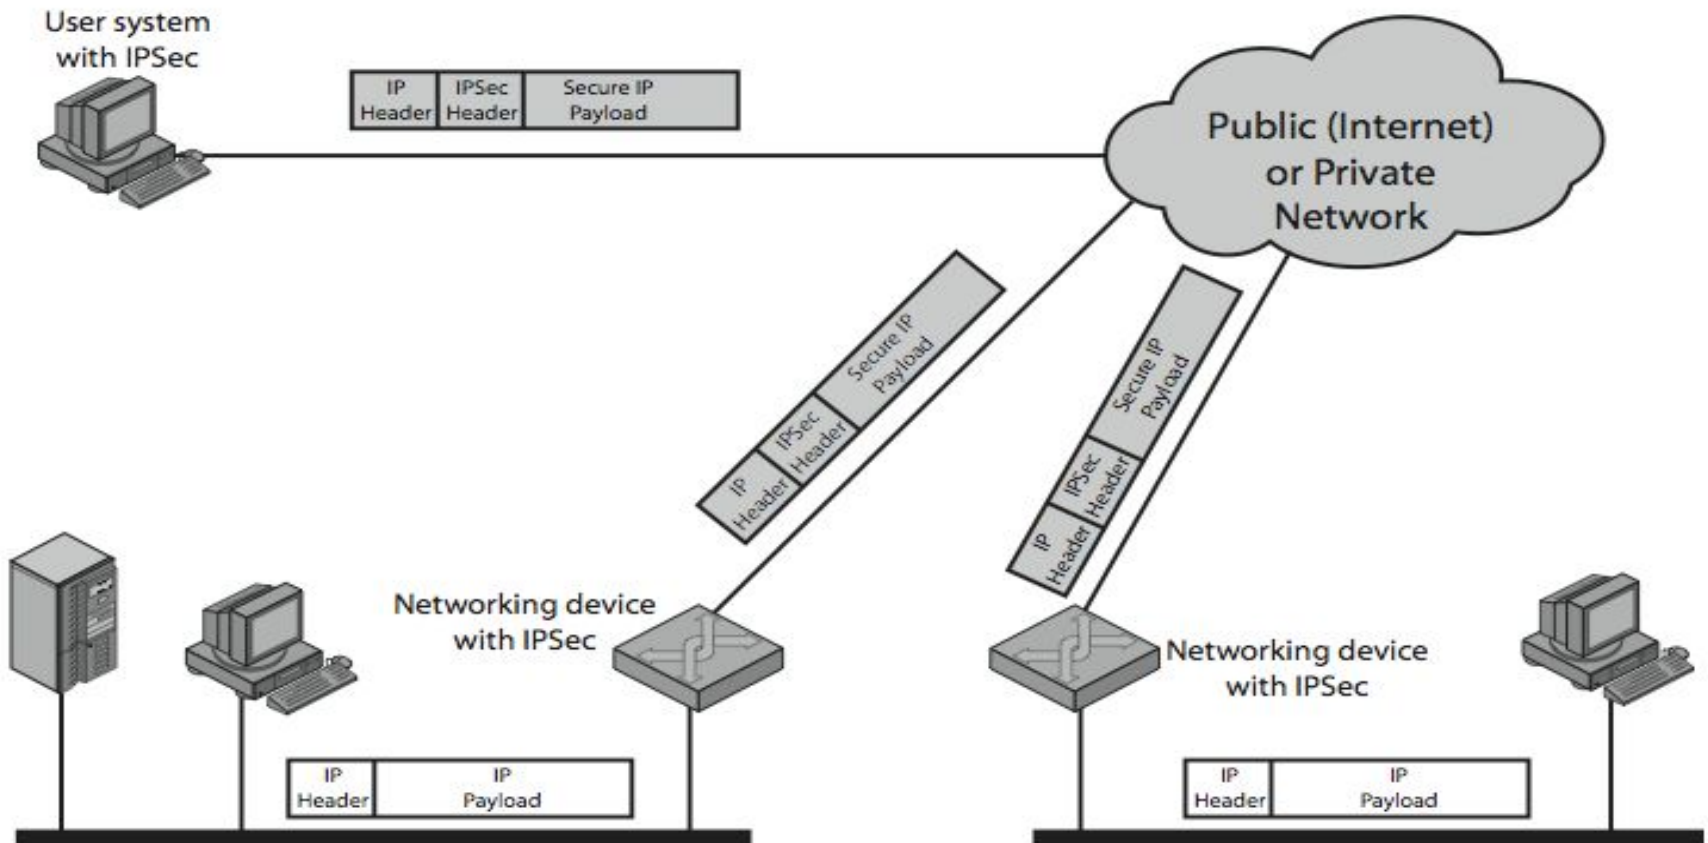 User system
with IPSec
IP
Header
IPSec
Header
Secure IP
Payload
Public (Internet)
or Private
Network
Secure IP
Payload
IPSec
Header
IP
Header
Secure IP
Payload
IPSec
Header
IP
Header
Networking device
with IPSec
Networking device
with IPSec
IP
Header
IP
Payload
IP
Header
IP
Payload